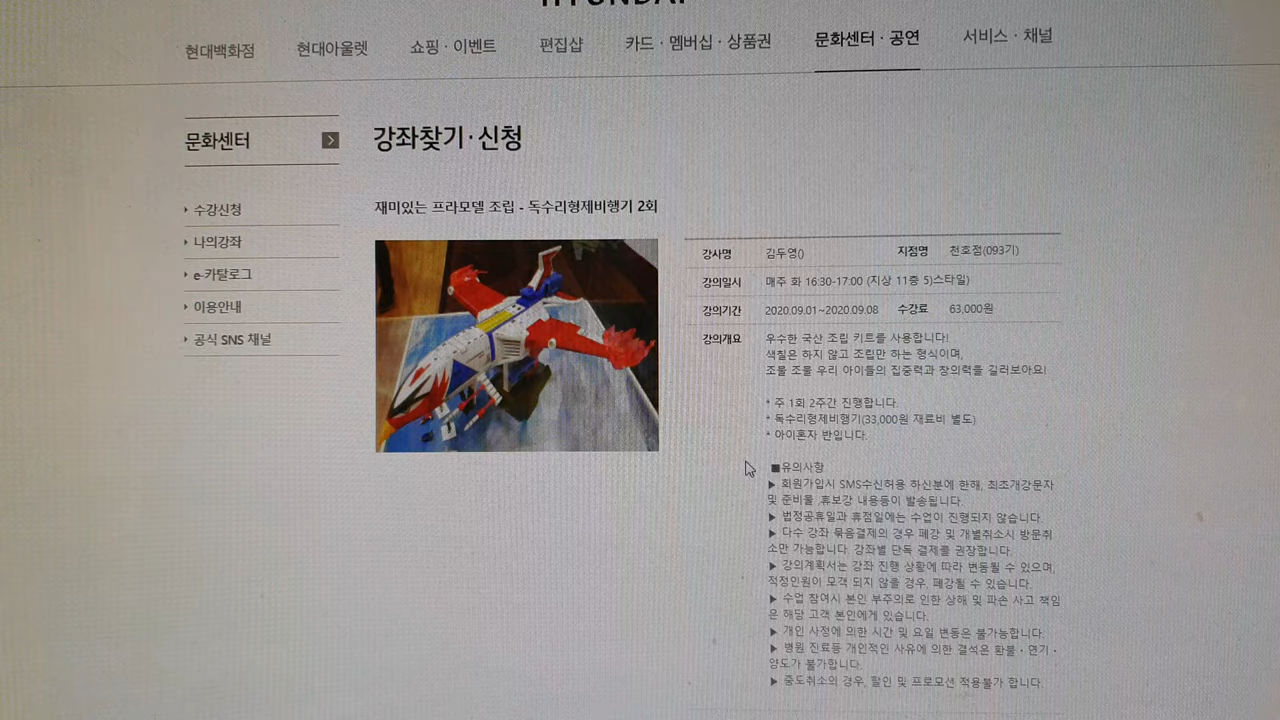 HYUNDAI
현대백화점 현대아울렛 쇼핑 · 이벤트 편집샵 카드 · 멤버십 · 상품권 문화센터 · 공연 서비스 · 채널
문화센터
수강신청
나의강좌
e-카탈로그
이용안내
공식 SNS 채널
강좌찾기 · 신청
재미있는 프라모델 조립 - 독수리형제비행기 2회
강사명 김두영() 지점명 천호점(093기)
강의일시 매주 화 16:30-17:00 (지상 11층 5)스타일)
강의기간 2020.09.01~2020.09.08 수강료 63,000원
강의개요 우수한 국산 조립 키트를 사용합니다!
색칠은 하지 않고 조립만 하는 형식이며,
조물 조물 우리 아이들의 집중력과 창의력을 길러보아요!
* 주 1회 2주간 진행합니다.
* 독수리형제비행기(33,000원 재료비 별도)
* 아이혼자 반입니다.
■유의사항
▶ 회원가입시 SMS수신허용 하신분에 한해, 최초개강문자
및 준비물 ,휴보강 내용등이 발송됩니다.
▶ 법정공휴일과 휴점일에는 수업이 진행되지 않습니다.
▶ 다수 강좌 묶음결제의 경우 폐강 및 개별취소시 방문취
소만 가능합니다. 강좌별 단독 결제를 권장합니다.
▶ 강의계획서는 강좌 진행 상황에 따라 변동될 수 있으며,
적정인원이 모객 되지 않을 경우, 폐강될 수 있습니다.
▶ 수업 참여시 본인 부주의로 인한 상해 및 파손 사고 책임
은 해당 고객 본인에게 있습니다.
▶ 개인 사정에 의한 시간 및 요일 변동은 불가능합니다.
▶ 병원 진료등 개인적인 사유에 의한 결석은 환불 · 연기 ·
양도가 불가합니다.
▶ 중도취소의 경우, 할인 및 프로모션 적용불가 합니다.